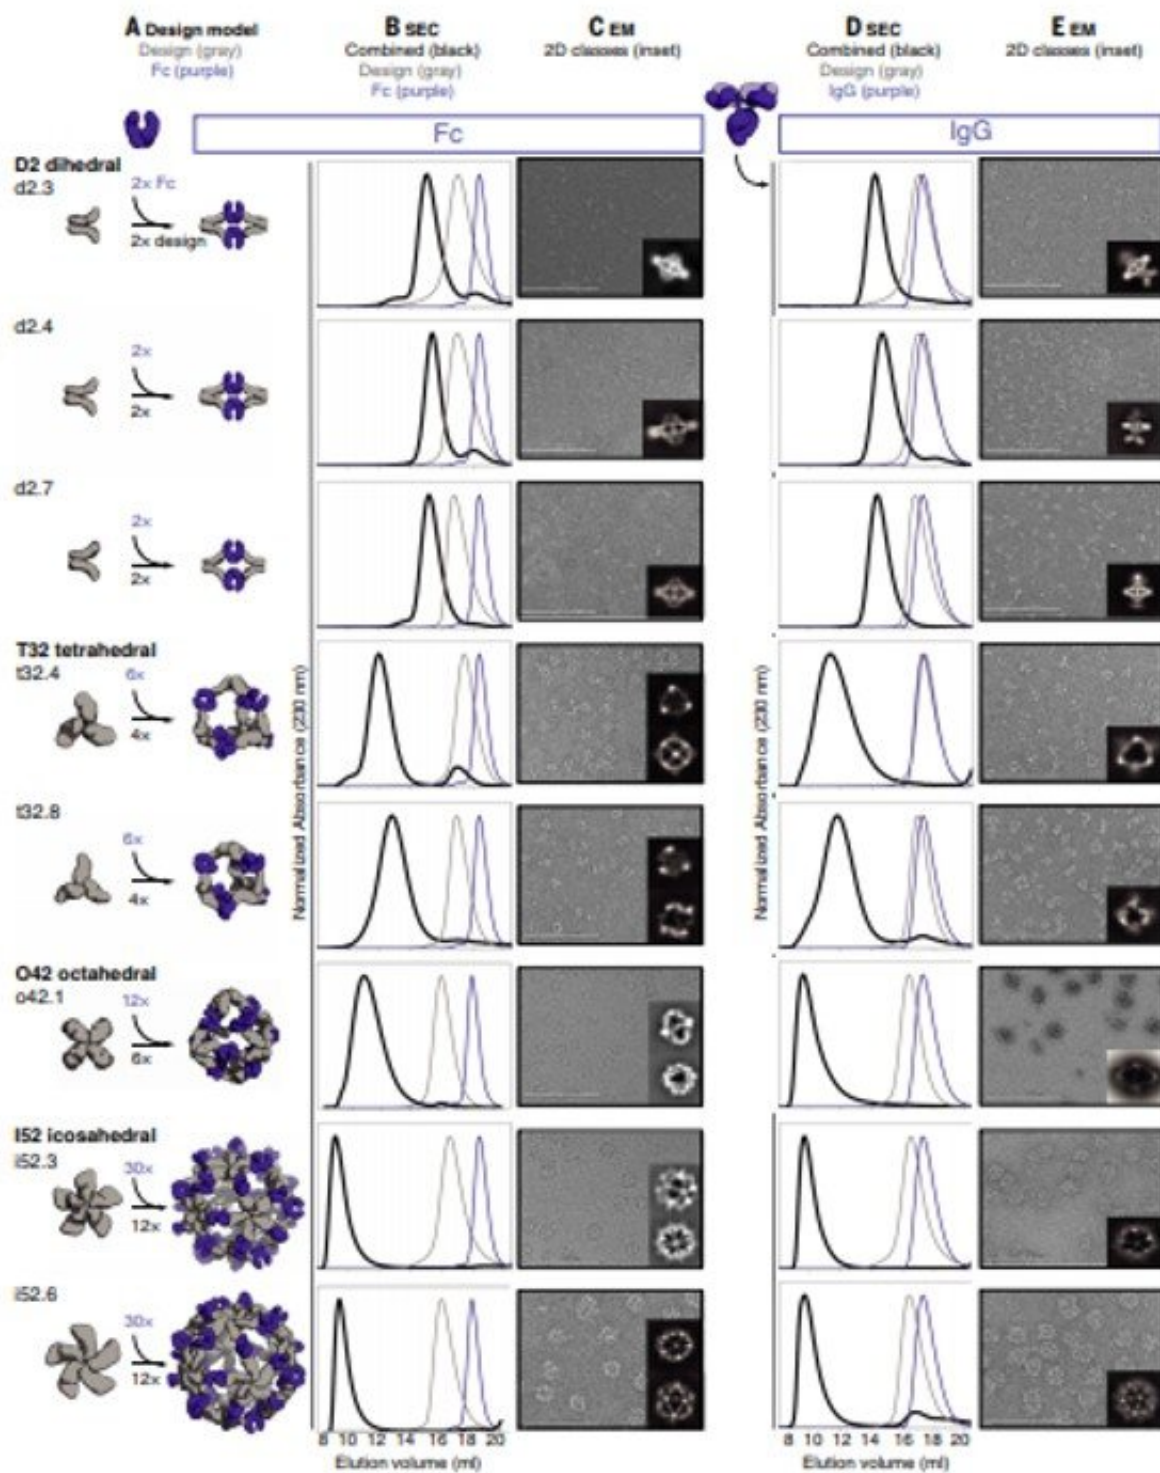 A Design model
Design (gray)
Fc (purple)
B SEC
Combined (black)
Design (gray)
Fc (purple)
C EM
2D classes (inset)
D SEC
Combined (black)
Design (gray)
IgG (purple)
E EM
2D classes (inset)
Fc
IgG
D2 dihedral
d2.3
2x Fc
2x design
d2.4
2x
2x
d2.7
2x
2x
T32 tetrahedral
t32.4
6x
4x
t32.8
6x
4x
O42 octahedral
o42.1
12x
6x
I52 icosahedral
i52.3
30x
12x
i52.6
30x
12x
Normalized Absorbance (230 nm)
Normalized Absorbance (230 nm)
8 10 12 14 16 18 20
Elution volume (ml)
8 10 12 14 16 18 20
Elution volume (ml)